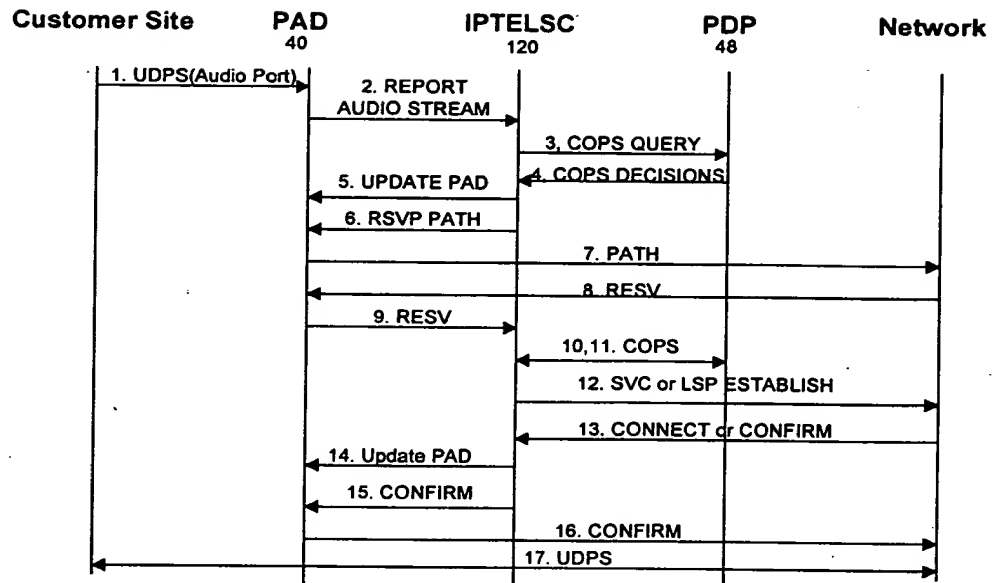 Customer Site PAD IPTELSC PDP Network
40 120 48
1. UDPS(Audio Port)
2. REPORT
AUDIO STREAM
3, COPS QUERY
4. COPS DECISIONS
5. UPDATE PAD
6. RSVP PATH
7. PATH
8. RESV
9. RESV
10,11. COPS
12. SVC or LSP ESTABLISH
13. CONNECT or CONFIRM
14. Update PAD
15. CONFIRM
16. CONFIRM
17. UDPS